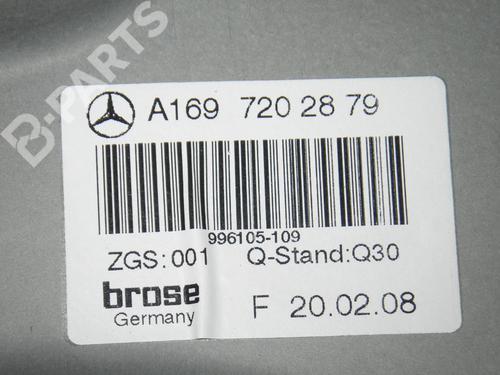 B-PARTS
A169 720 28 79
996105-109
ZGS:001 Q-Stand:Q30
brose
Germany F 20.02.08